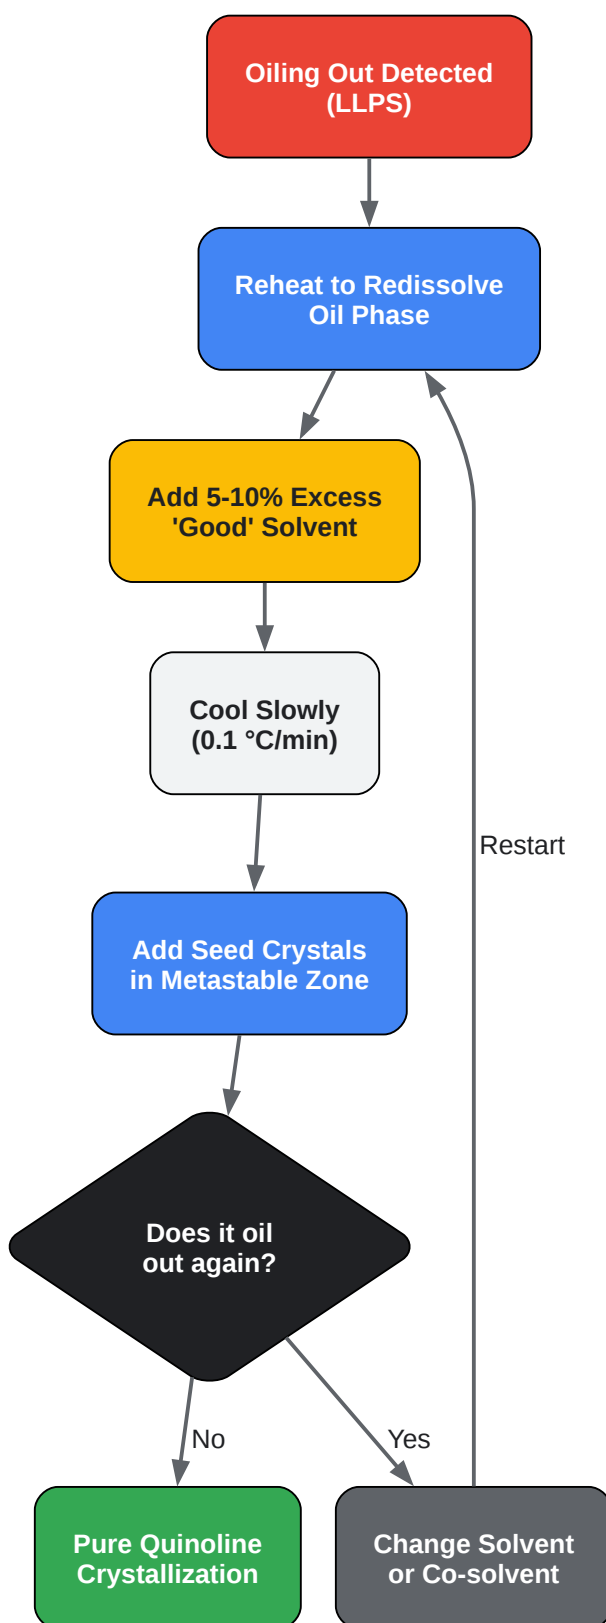 Oiling Out Detected
(LLPS)
Reheat to Redissolve
Oil Phase
Add 5-10% Excess
'Good' Solvent
Cool Slowly
(0.1 °C/min)
Restart
Add Seed Crystals
in Metastable Zone
Does it oil
out again?
No
Yes
Pure Quinoline
Crystallization
Change Solvent
or Co-solvent